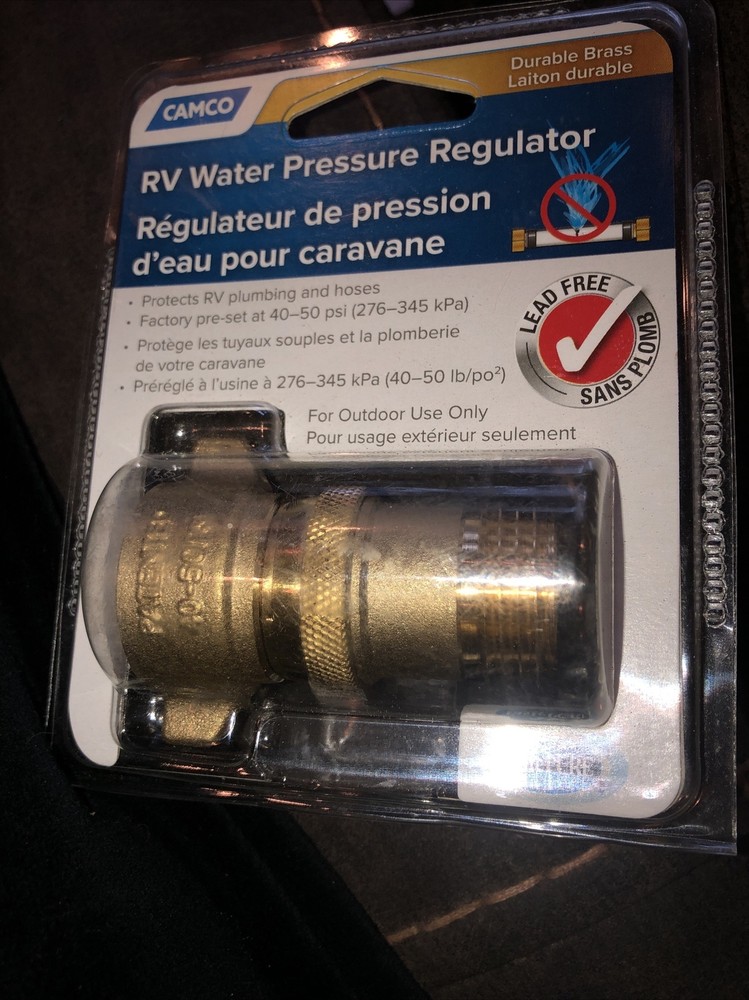 CAMCO
Durable Brass
Laiton durable
RV Water Pressure Regulator
Régulateur de pression
d'eau pour caravane
• Protects RV plumbing and hoses
• Factory pre-set at 40–50 psi (276–345 kPa)
• Protège les tuyaux souples et la plomberie
de votre caravane
• Préréglé à l'usine à 276–345 kPa (40–50 lb/po²)
LEAD FREE
SANS PLOMB
For Outdoor Use Only
Pour usage extérieur seulement